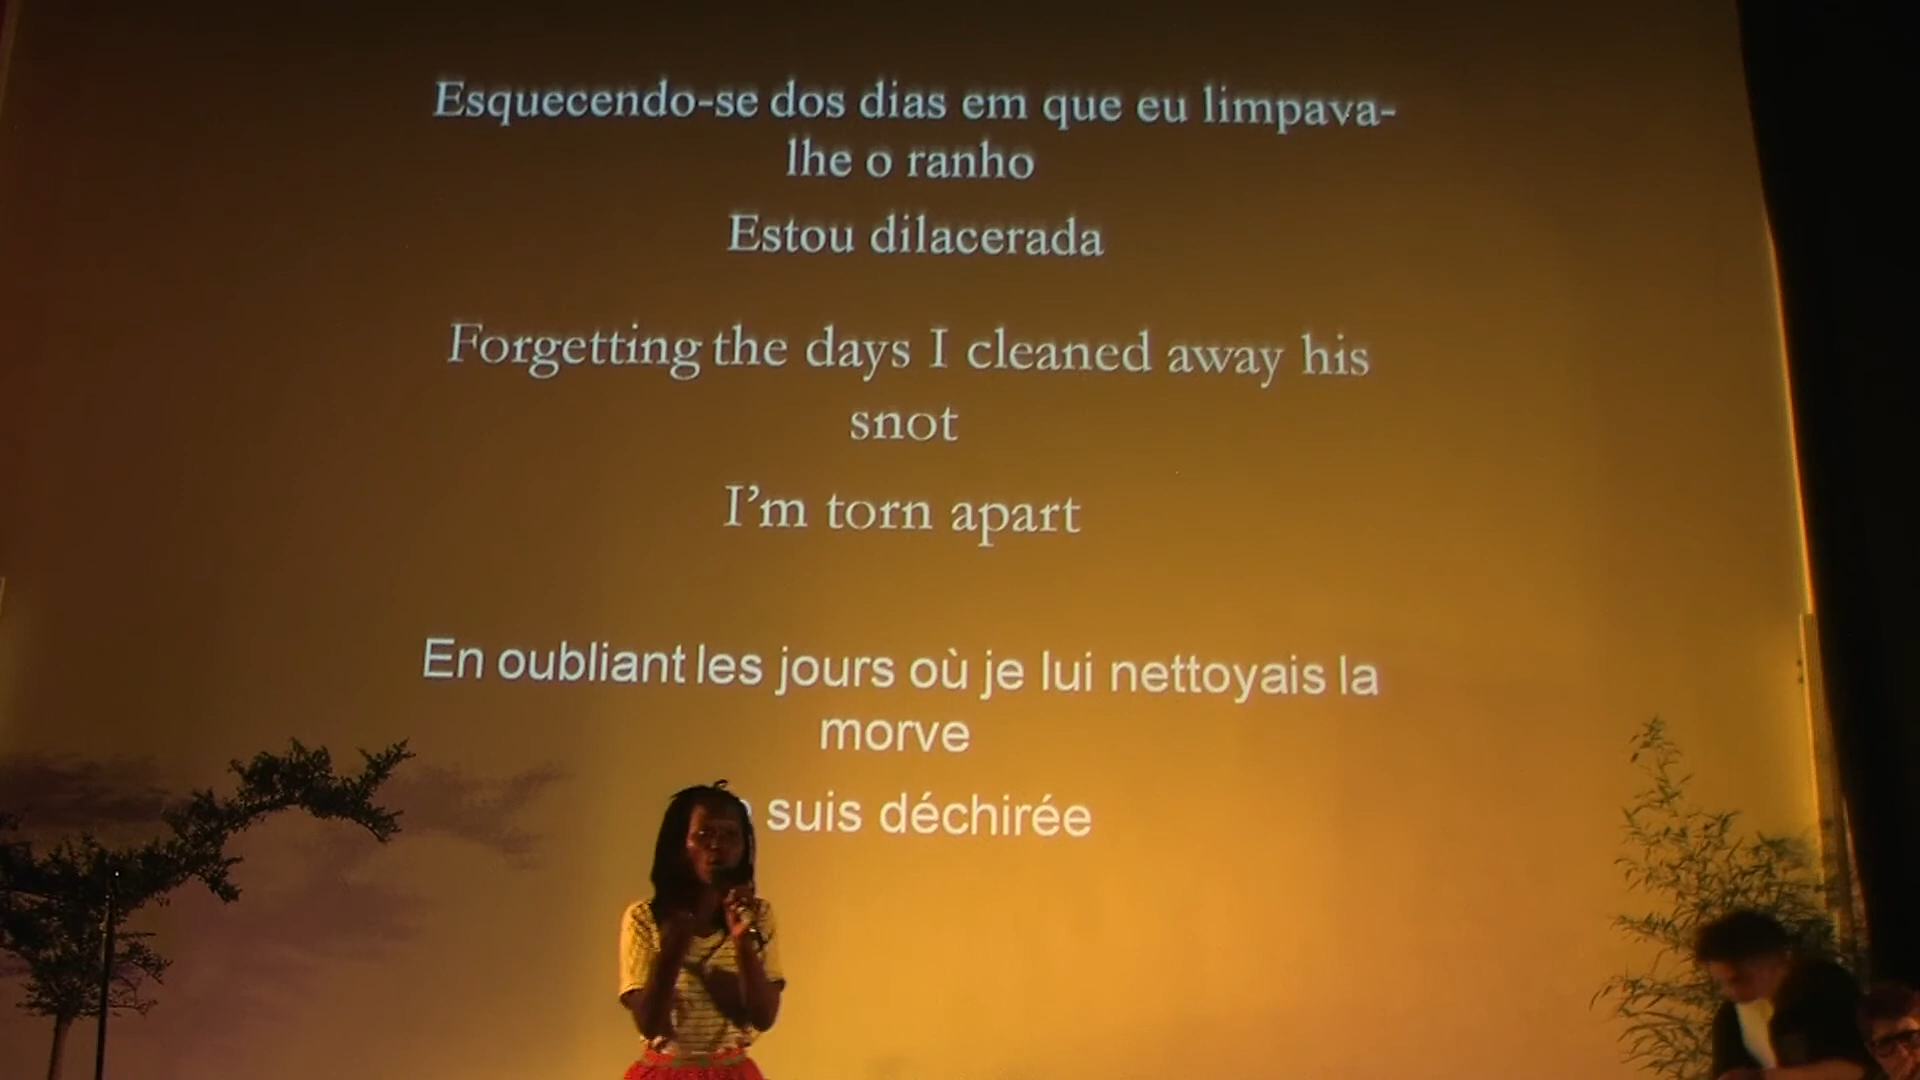 Esquecendo-se dos dias em que eu limpava-
lhe o ranho
Estou dilacerada
Forgetting the days I cleaned away his
snot
I’m torn apart
En oubliant les jours où je lui nettoyais la
morve
suis déchirée